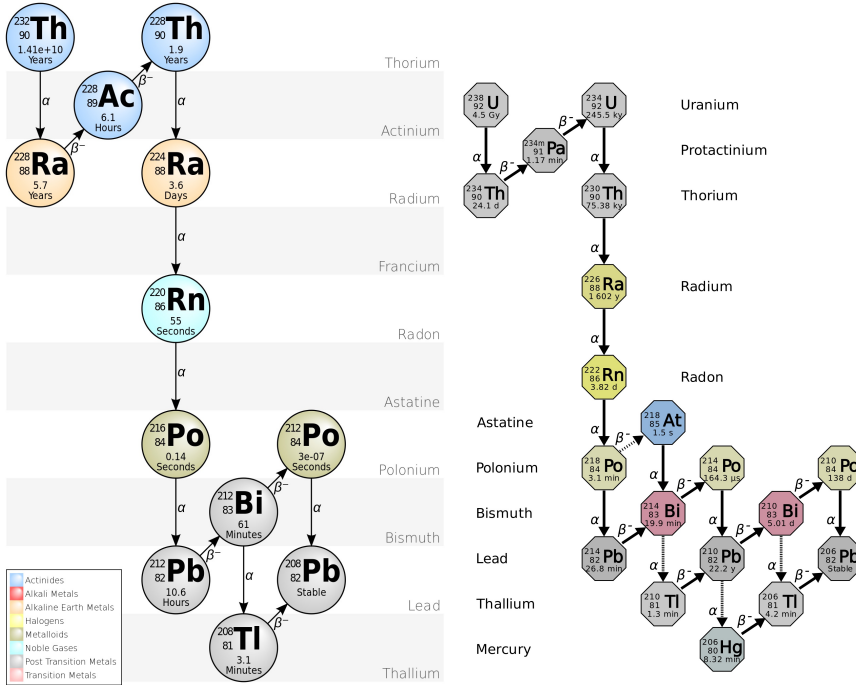 232
90 Th
1.41e+10
Years
228
90 Th
1.9
Years
Thorium
α
β⁻
α
228
89 Ac
6.1
Hours
Actinium
β⁻
228
88 Ra
5.7
Years
224
88 Ra
3.6
Days
Radium
α
Francium
220
86 Rn
55
Seconds
Radon
α
Astatine
216
84 Po
0.14
Seconds
212
84 Po
3e-07
Seconds
Polonium
α
β⁻
α
212
83 Bi
61
Minutes
Bismuth
β⁻
212
82 Pb
10.6
Hours
α
208
82 Pb
Stable
Lead
β⁻
208
81 Tl
3.1
Minutes
Thallium
Actinides
Alkali Metals
Alkaline Earth Metals
Halogens
Metalloids
Noble Gases
Post Transition Metals
Transition Metals
238
92 U
4.5 Gy
234
92 U
245.5 ky
Uranium
α
β⁻
α
234m
91 Pa
1.17 min
Protactinium
β⁻
234
90 Th
24.1 d
230
90 Th
75.38 ky
Thorium
α
226
88 Ra
1 602 y
Radium
α
222
86 Rn
3.82 d
Radon
α
Astatine
β⁻
218
85 At
1.5 s
Polonium
218
84 Po
3.1 min
α
214
84 Po
164.3 µs
210
84 Po
138 d
α
β⁻
β⁻
Bismuth
214
83 Bi
19.9 min
α
210
83 Bi
5.01 d
α
β⁻
β⁻
Lead
214
82 Pb
26.8 min
210
82 Pb
22.2 y
206
82 Pb
Stable
α
β⁻
α
β⁻
Thallium
210
81 Tl
1.3 min
α
206
81 Tl
4.2 min
β⁻
Mercury
206
80 Hg
8.32 min